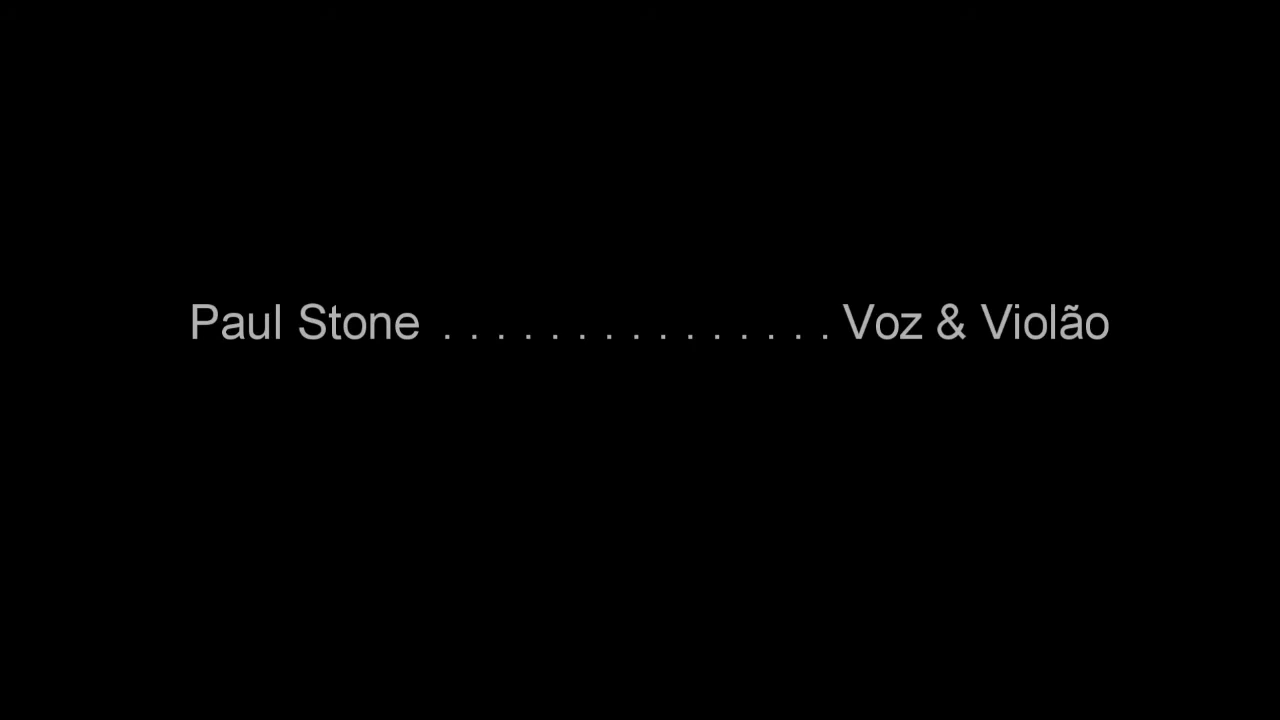 Paul Stone . . . . . . . . . . . . . . . Voz & Violão